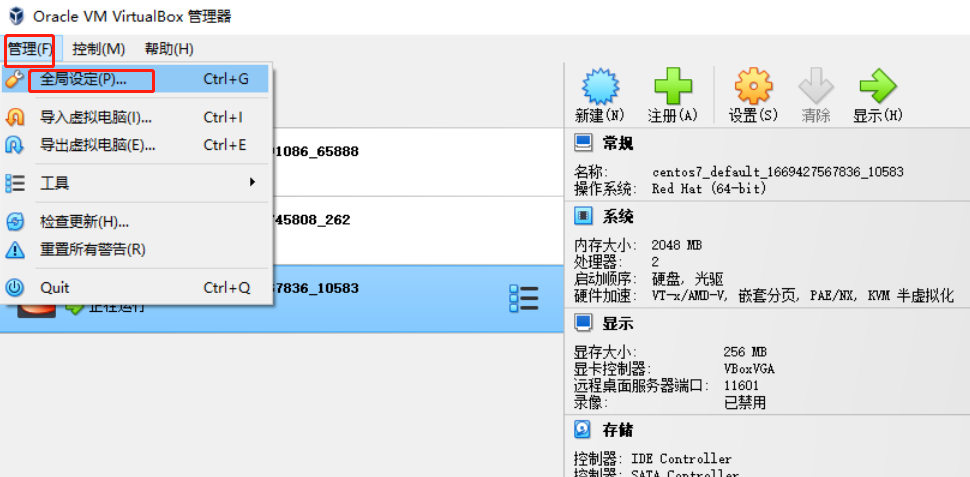 Oracle VM VirtualBox 管理器
管理(F) 控制(M) 帮助(H)
全局设定(P)... Ctrl+G
导入虚拟电脑(I)... Ctrl+I
导出虚拟电脑(E)... Ctrl+E
工具
检查更新(H)...
重置所有警告(R)
Quit Ctrl+Q
1086_65888
45808_262
7836_10583
正在运行
新建(N) 注册(A) 设置(S) 清除 显示(H)
常规
名称: centos7_default_1669427567836_10583
操作系统: Red Hat (64-bit)
系统
内存大小: 2048 MB
处理器: 2
启动顺序: 硬盘, 光驱
硬件加速: VT-x/AMD-V, 嵌套分页, PAE/NX, KVM 半虚拟化
显示
显存大小: 256 MB
显卡控制器: VBoxVGA
远程桌面服务器端口: 11601
录像: 已禁用
存储
控制器: IDE Controller
控制器: SATA Controller